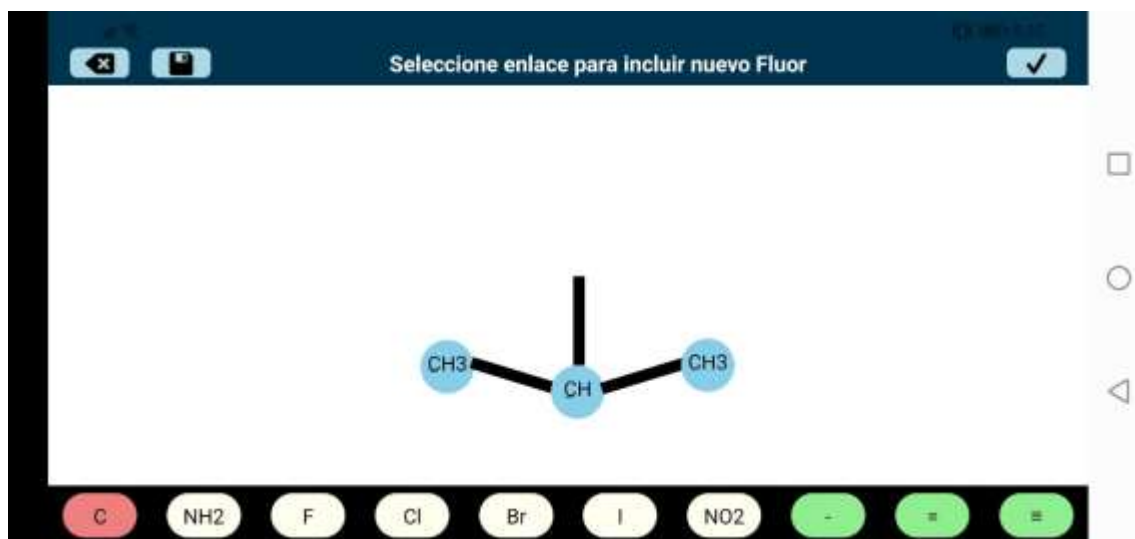 Seleccione enlace para incluir nuevo Fluor
CH3 CH CH3
C NH2 F Cl Br I NO2 - = ≡